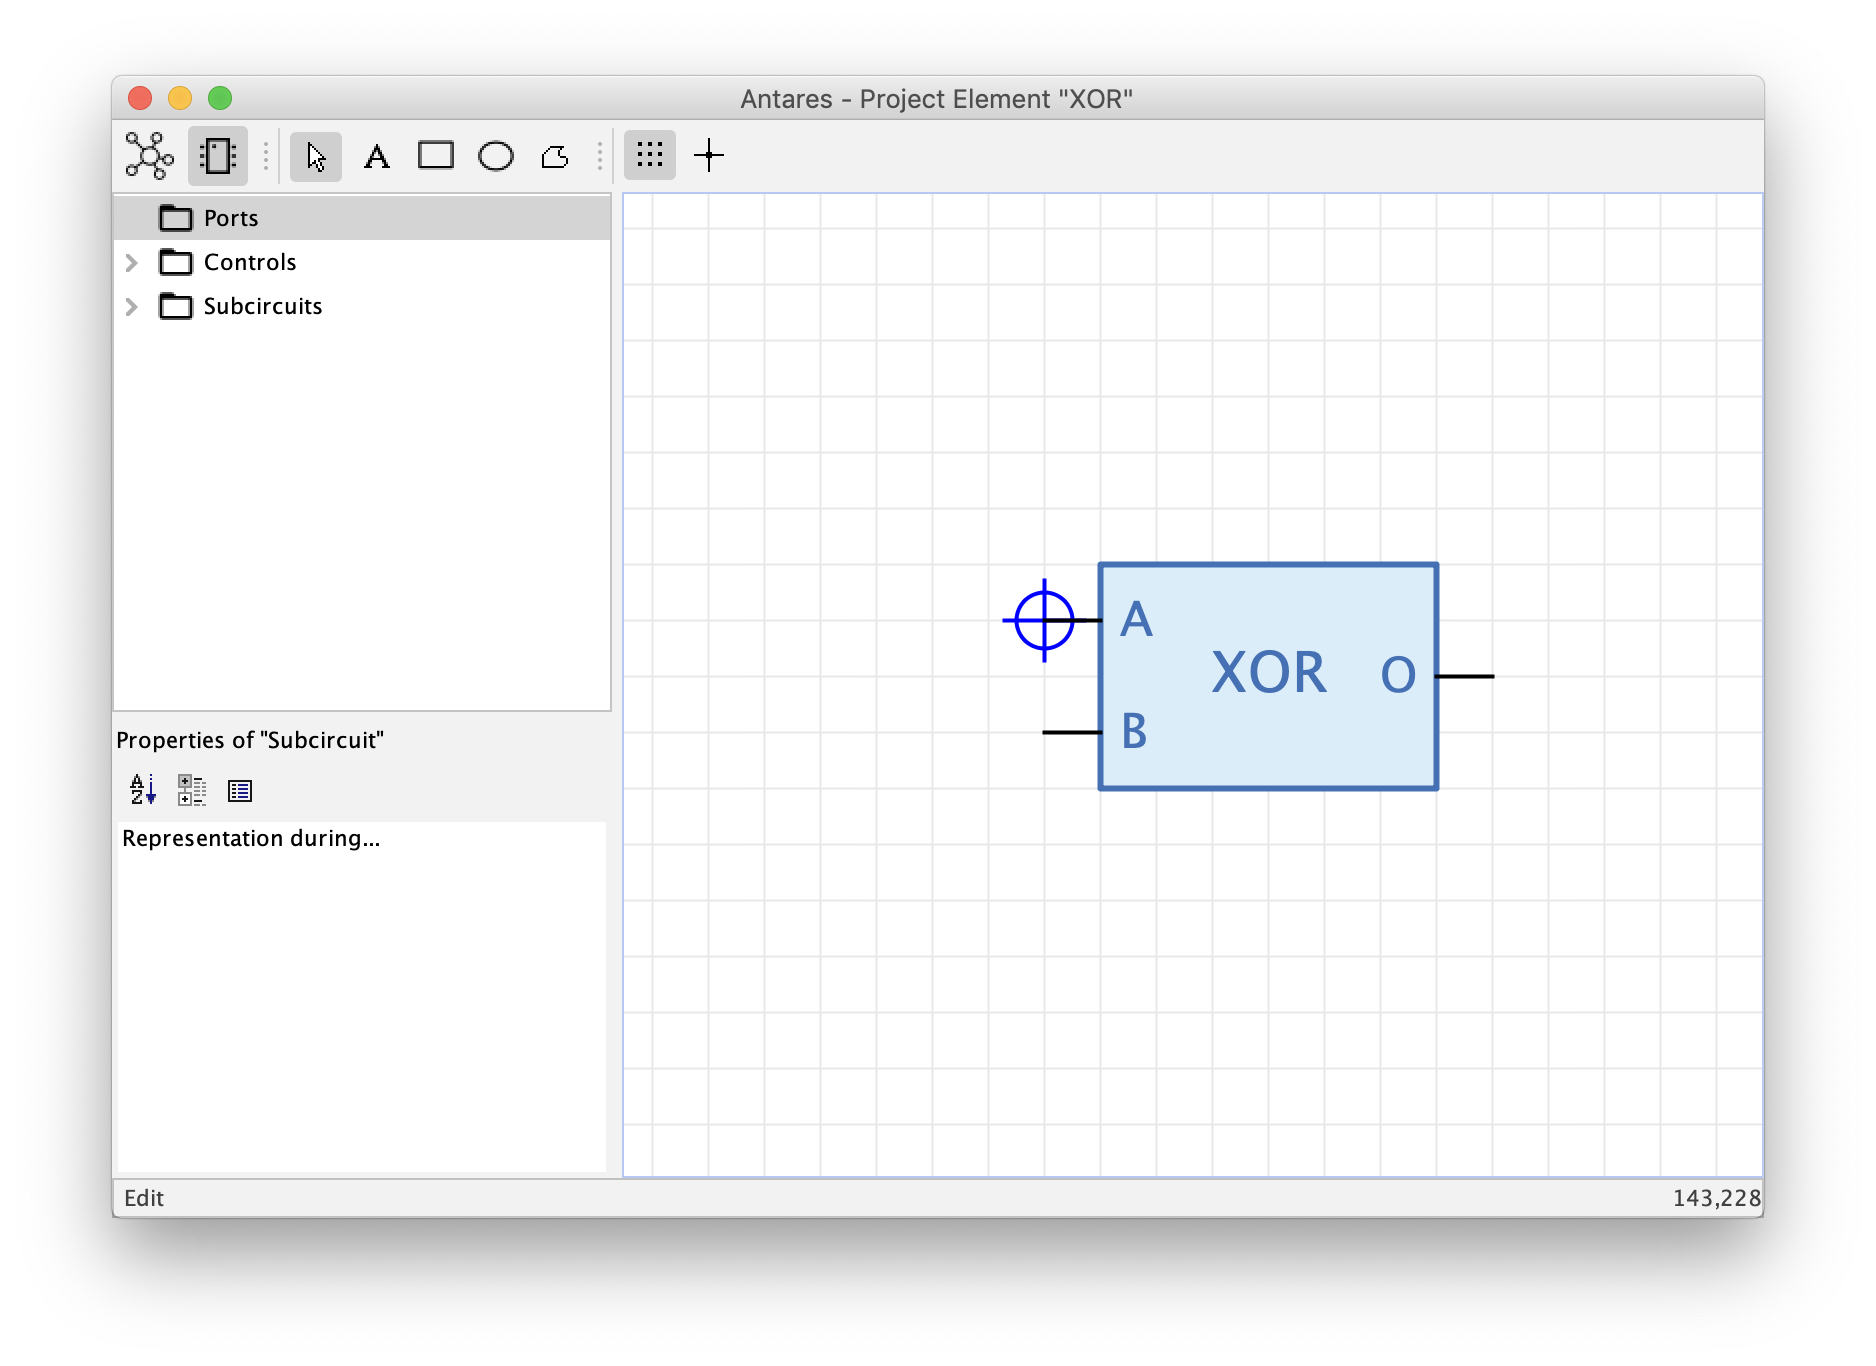 Antares - Project Element "XOR"
A
Ports
Controls
Subcircuits
Properties of "Subcircuit"
A
Z
Representation during...
A
XOR
O
B
Edit
143,228